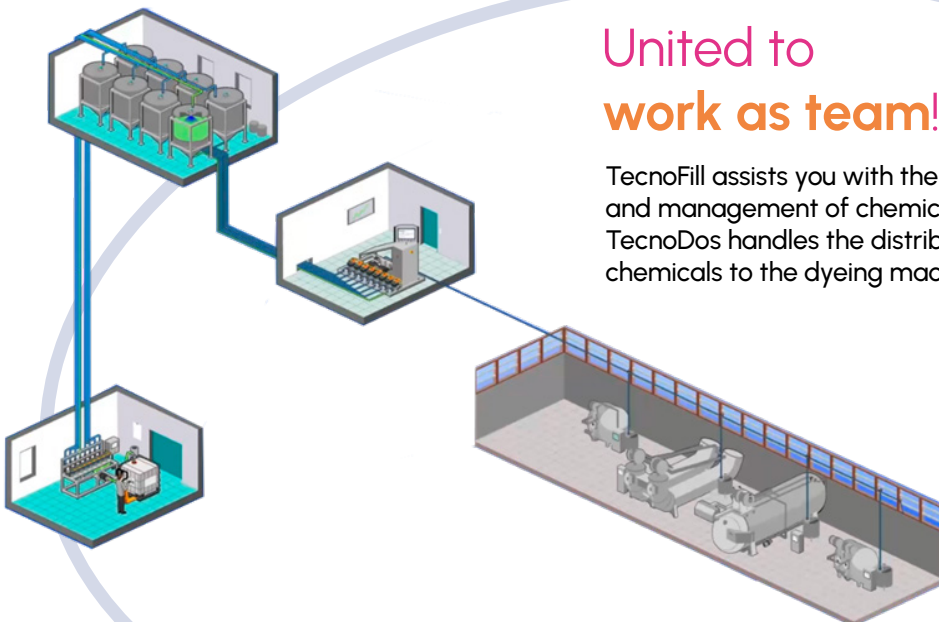 United to
work as team!
TecnoFill assists you with the
and management of chemic
TecnoDos handles the distrib
chemicals to the dyeing mac